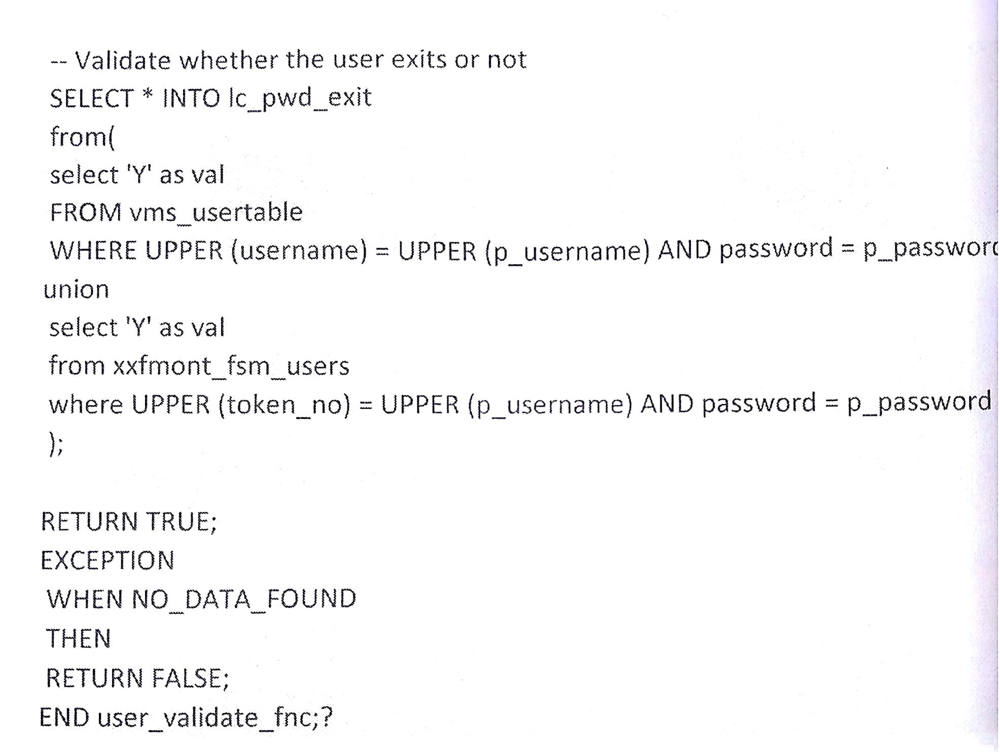 -- Validate whether the user exits or not
SELECT * INTO lc_pwd_exit
from(
select 'Y' as val
FROM vms_usertable
WHERE UPPER (username) = UPPER (p_username) AND password = p_password
union
select 'Y' as val
from xxfmont_fsm_users
where UPPER (token_no) = UPPER (p_username) AND password = p_password
);
RETURN TRUE;
EXCEPTION
WHEN NO_DATA_FOUND
THEN
RETURN FALSE;
END user_validate_fnc;?